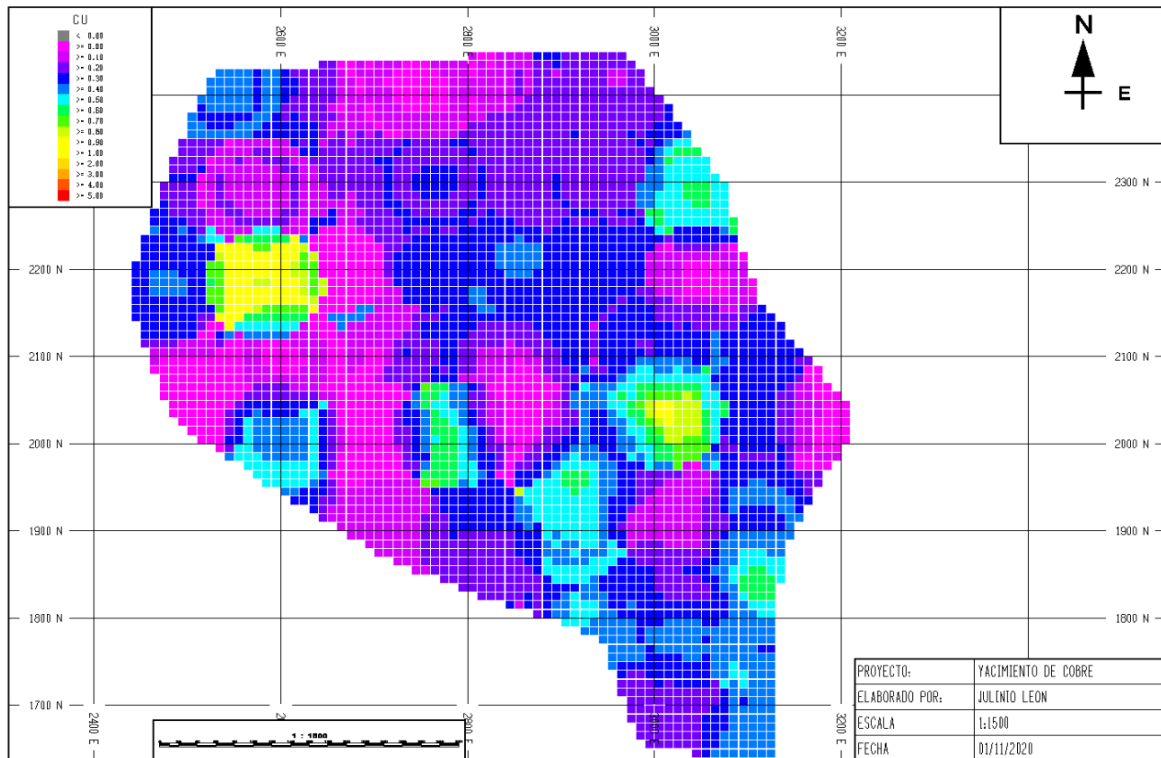 CU
< 0.00
>= 0.00
>= 0.10
>= 0.20
>= 0.30
>= 0.40
>= 0.50
>= 0.60
>= 0.70
>= 0.80
>= 0.90
>= 1.00
>= 2.00
>= 3.00
>= 4.00
>= 5.00
2600 E
2800 E
3000 E
3200 E
N
E
2300 N
2300 N
2200 N
2200 N
2100 N
2100 N
2000 N
2000 N
1900 N
1900 N
1800 N
1800 N
1700 N
1700 N
2400 E
2800 E
3000 E
3200 E
1 : 1500
PROYECTO: YACIMIENTO DE COBRE
ELABORADO POR: JULINIO LEON
ESCALA 1:1500
FECHA 01/11/2020